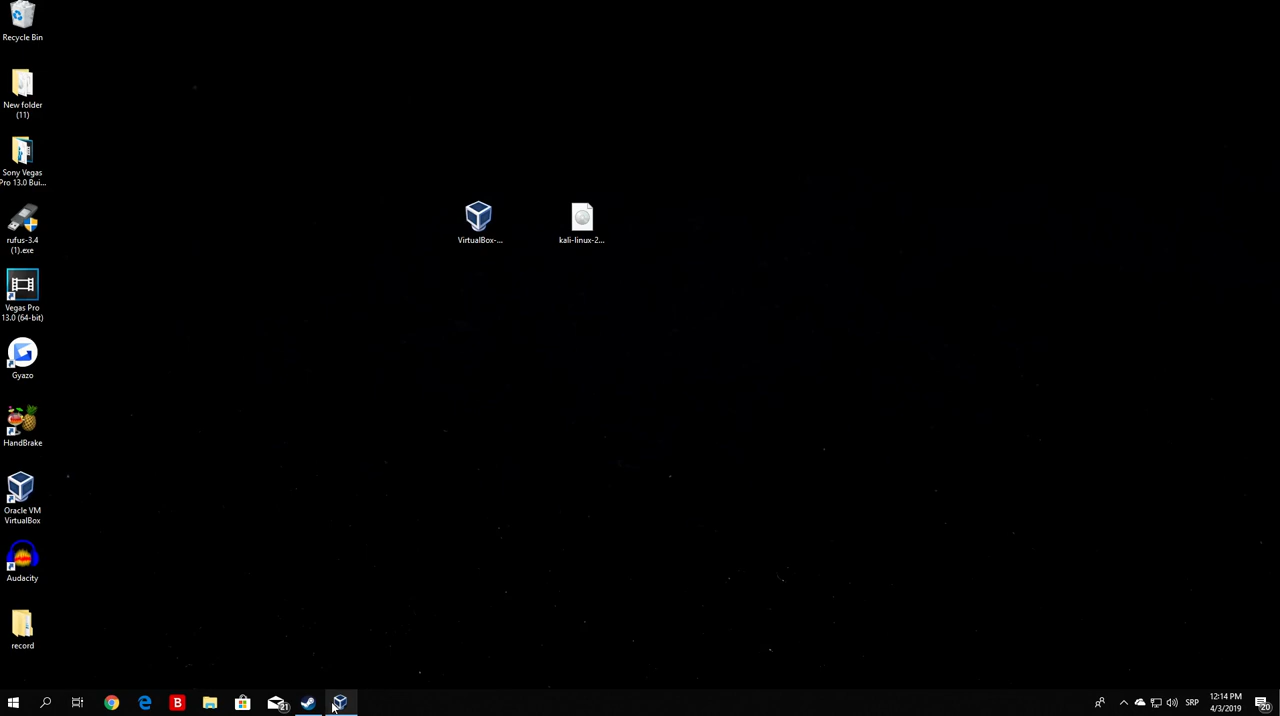 Recycle Bin
New folder
(11)
Sony Vegas
Pro 13.0 Bui...
rufus-3.4
(1).exe
Vegas Pro
13.0 (64-bit)
Gyazo
HandBrake
Oracle VM
VirtualBox
Audacity
record
VirtualBox-...
kali-linux-2...
B
21
SRP
12:14 PM
4/3/2019
20